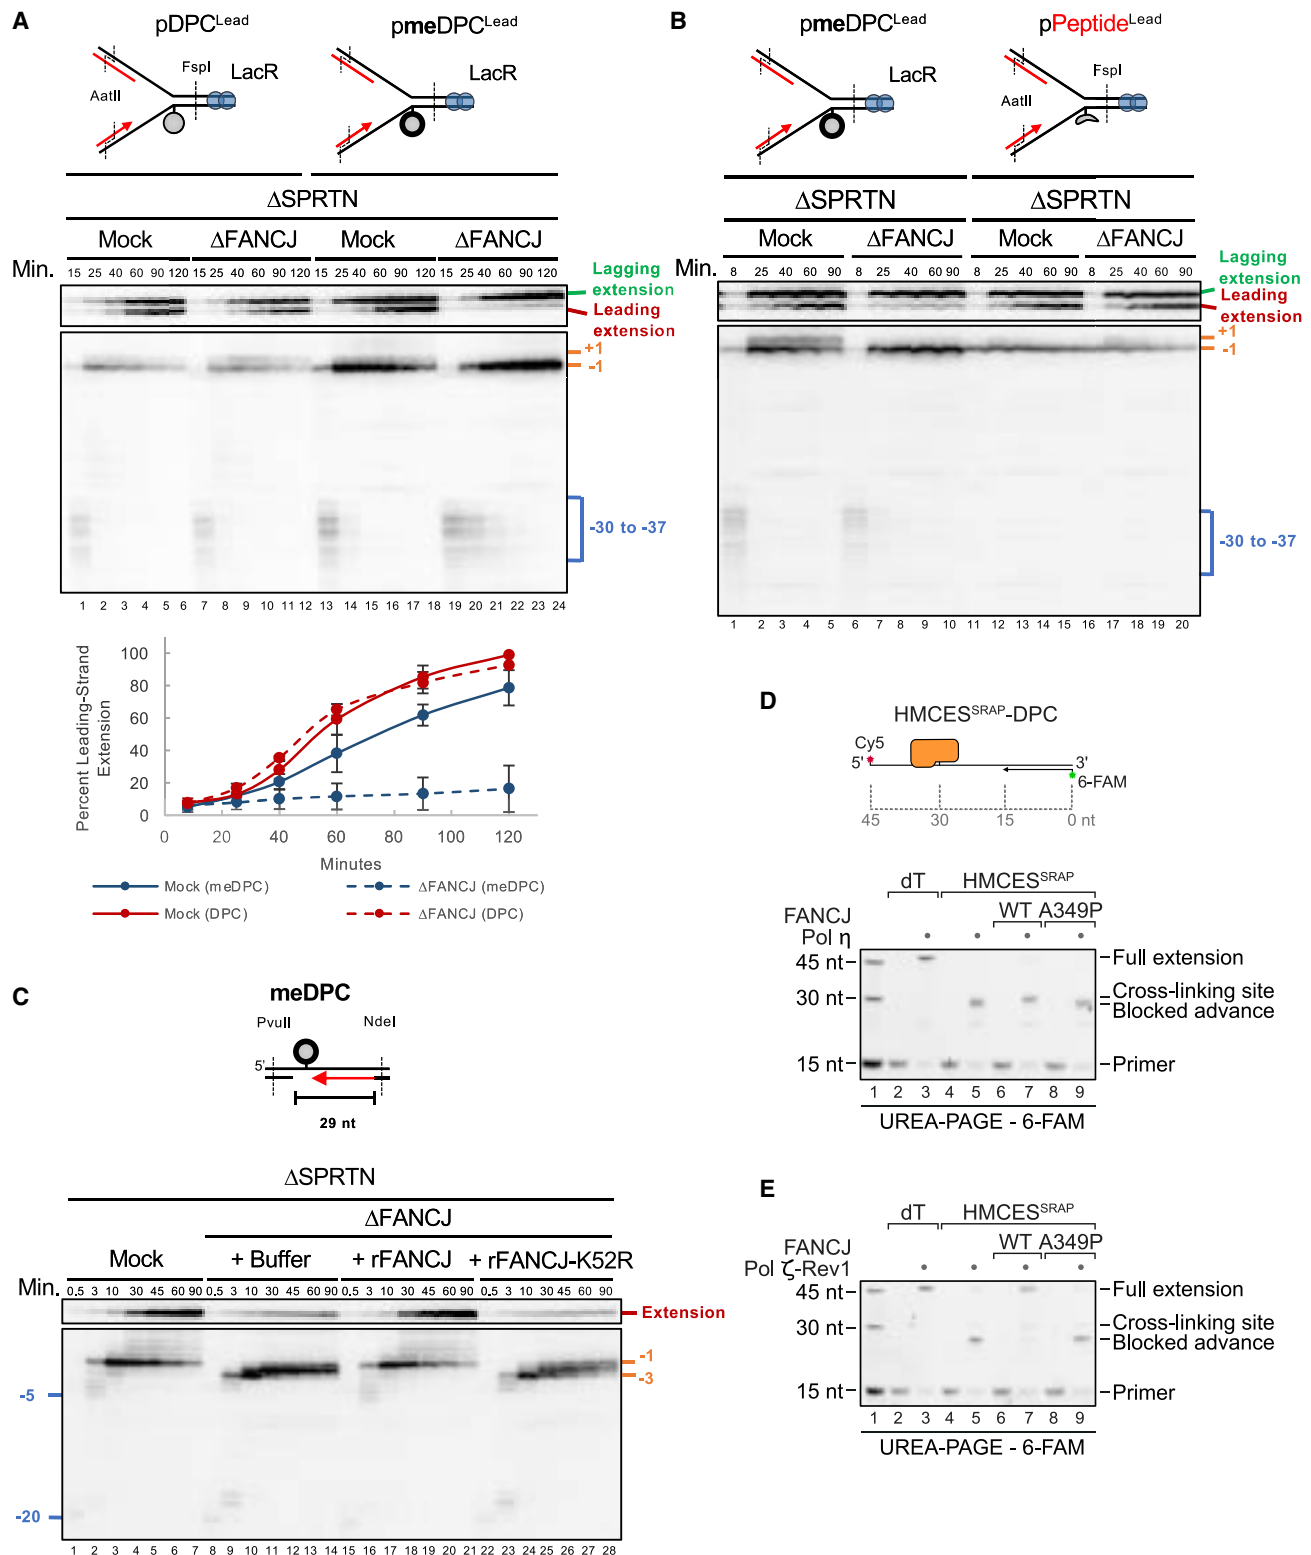 A
pDPC^Lead
pmeDPC^Lead
FspI
LacR
LacR
AatII
ΔSPRTN
Mock
ΔFANCJ
Mock
ΔFANCJ
Min.
15 25 40 60 90 120 15 25 40 60 90 120 15 25 40 60 90 120 15 25 40 60 90 120
Lagging
extension
Leading
extension
+1
-1
-30 to -37
1 2 3 4 5 6 7 8 9 10 11 12 13 14 15 16 17 18 19 20 21 22 23 24
Percent Leading-Strand
Extension
100
80
60
40
20
0
0 20 40 60 80 100 120
Minutes
Mock (meDPC)
ΔFANCJ (meDPC)
Mock (DPC)
ΔFANCJ (DPC)
B
pmeDPC^Lead
pPeptide^Lead
LacR
FspI
AatII
ΔSPRTN
ΔSPRTN
Mock
ΔFANCJ
Mock
ΔFANCJ
Min.
8 25 40 60 90 8 25 40 60 90 8 25 40 60 90 8 25 40 60 90
Lagging
extension
Leading
extension
+1
-1
-30 to -37
1 2 3 4 5 6 7 8 9 10 11 12 13 14 15 16 17 18 19 20
C
meDPC
PvuII
NdeI
5'
29 nt
ΔSPRTN
ΔFANCJ
Mock
+ Buffer
+ rFANCJ
+ rFANCJ-K52R
Min.
0,5 3 10 30 45 60 90 0,5 3 10 30 45 60 90 0,5 3 10 30 45 60 90 0,5 3 10 30 45 60 90
Extension
-1
-3
-5
-20
1 2 3 4 5 6 7 8 9 10 11 12 13 14 15 16 17 18 19 20 21 22 23 24 25 26 27 28
D
HMCES^SRAP-DPC
Cy5
5'
3'
6-FAM
45 30 15 0 nt
dT
HMCES^SRAP
FANCJ
WT
A349P
Pol η
45 nt
30 nt
15 nt
Full extension
Cross-linking site
Blocked advance
Primer
1 2 3 4 5 6 7 8 9
UREA-PAGE - 6-FAM
E
dT
HMCES^SRAP
FANCJ
WT
A349P
Pol ζ-Rev1
45 nt
30 nt
15 nt
Full extension
Cross-linking site
Blocked advance
Primer
1 2 3 4 5 6 7 8 9
UREA-PAGE - 6-FAM